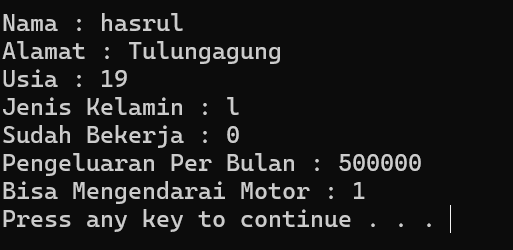 Nama : hasrul
Alamat : Tulungagung
Usia : 19
Jenis Kelamin : l
Sudah Bekerja : 0
Pengeluaran Per Bulan : 500000
Bisa Mengendarai Motor : 1
Press any key to continue . . .